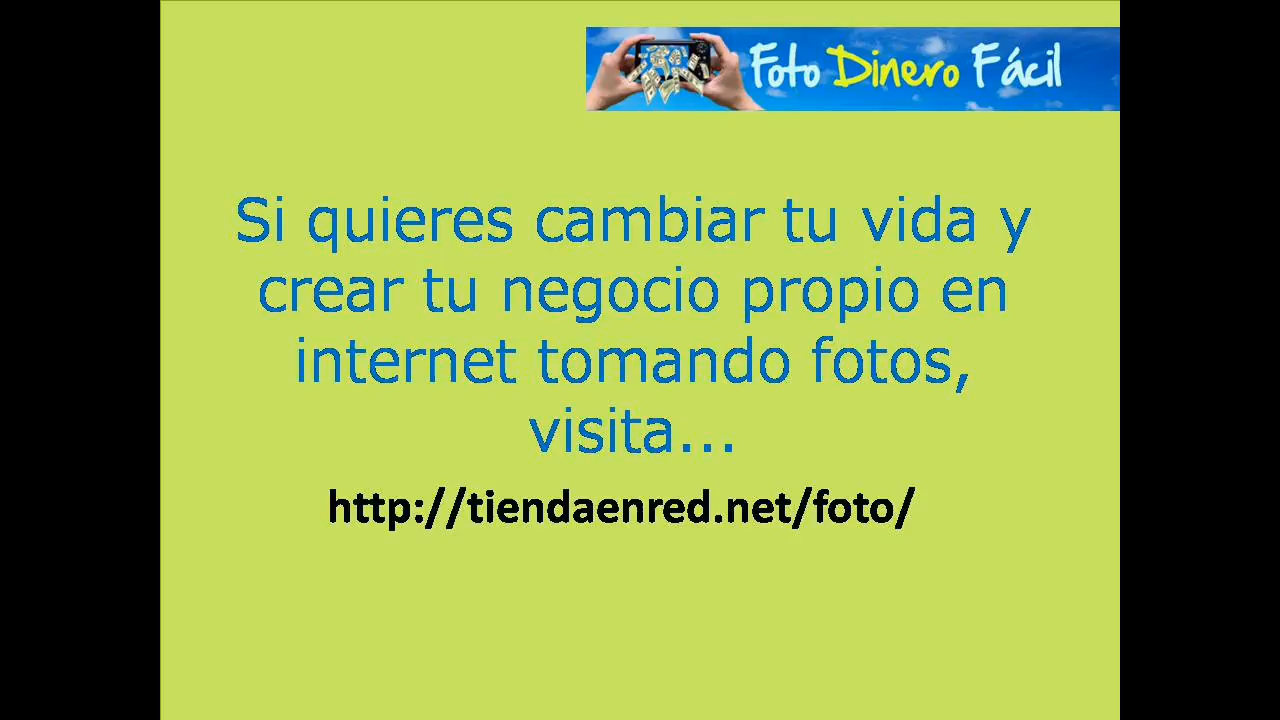 Foto Dinero Fácil
Si quieres cambiar tu vida y
crear tu negocio propio en
internet tomando fotos,
visita...
http://tiendaenred.net/foto/